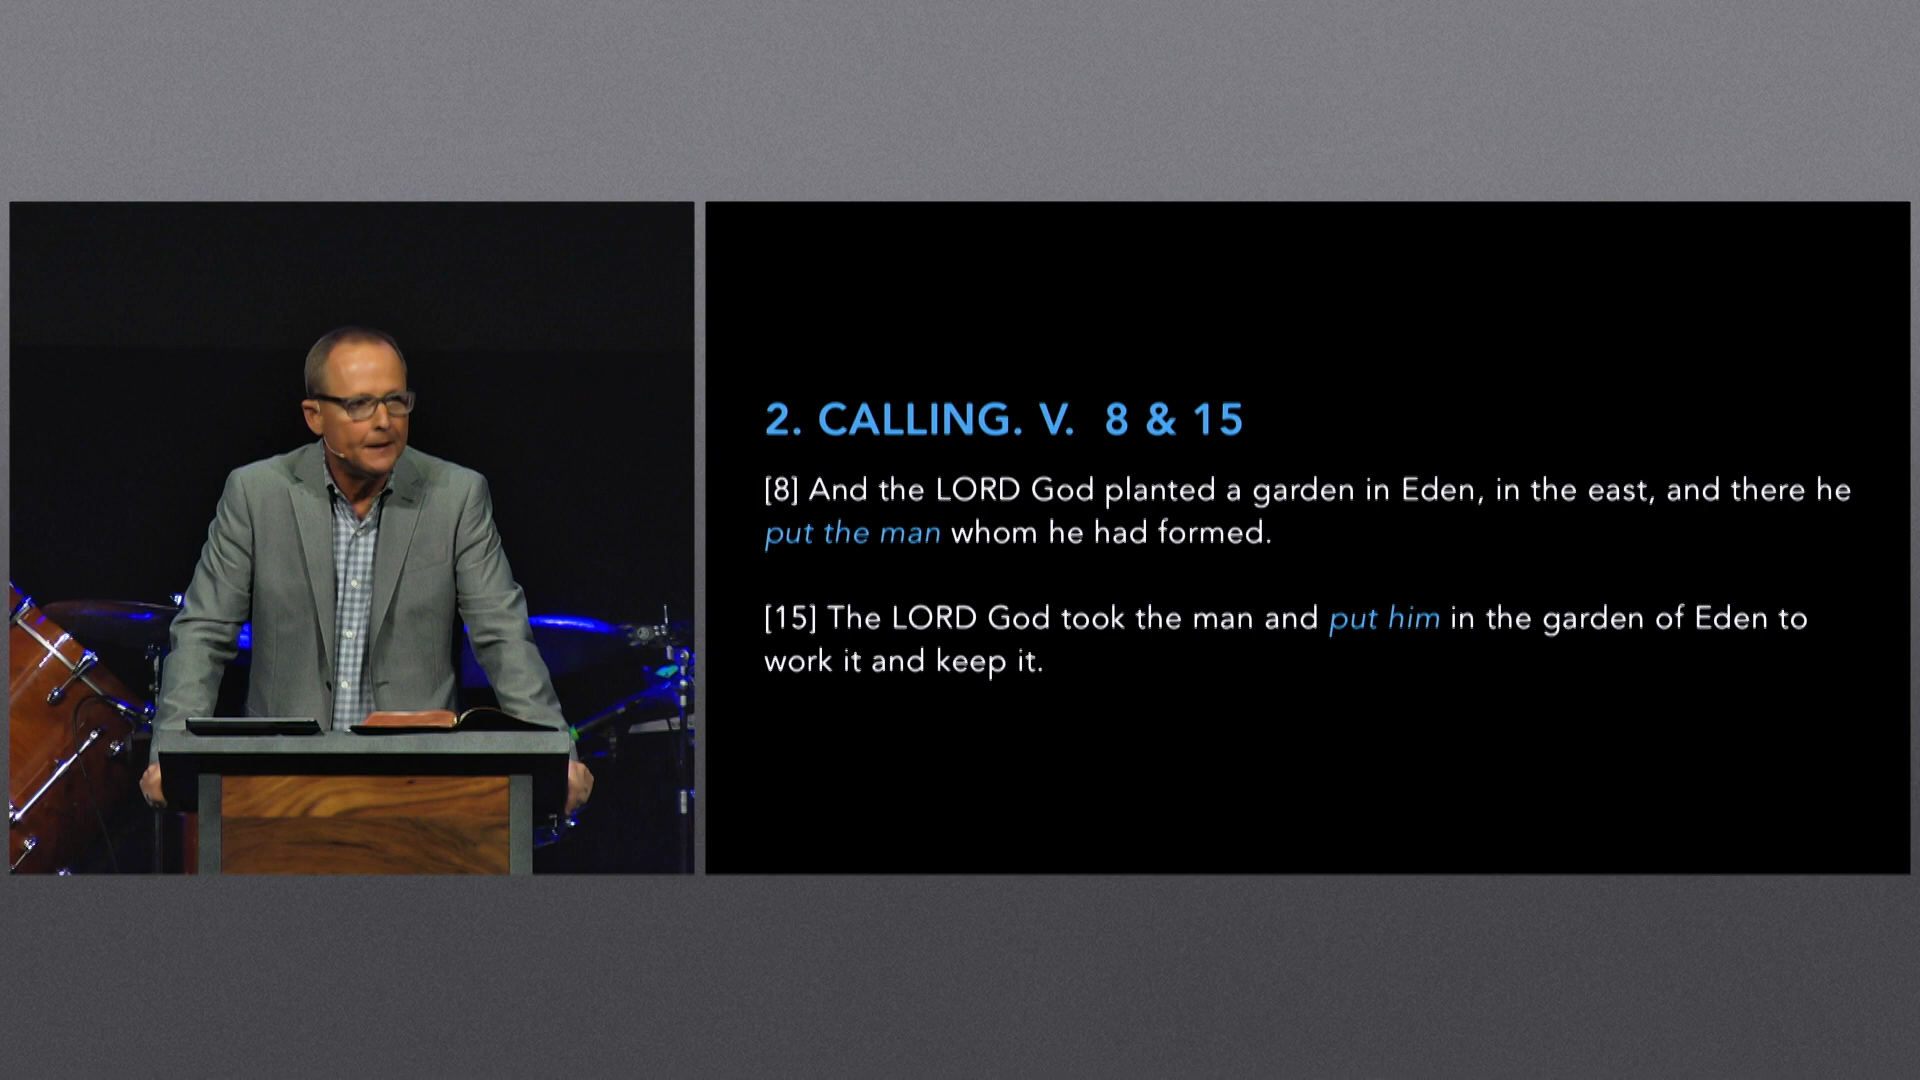 2. CALLING. V.  8 & 15
[8] And the LORD God planted a garden in Eden, in the east, and there he
put the man whom he had formed.
[15] The LORD God took the man and put him in the garden of Eden to
work it and keep it.